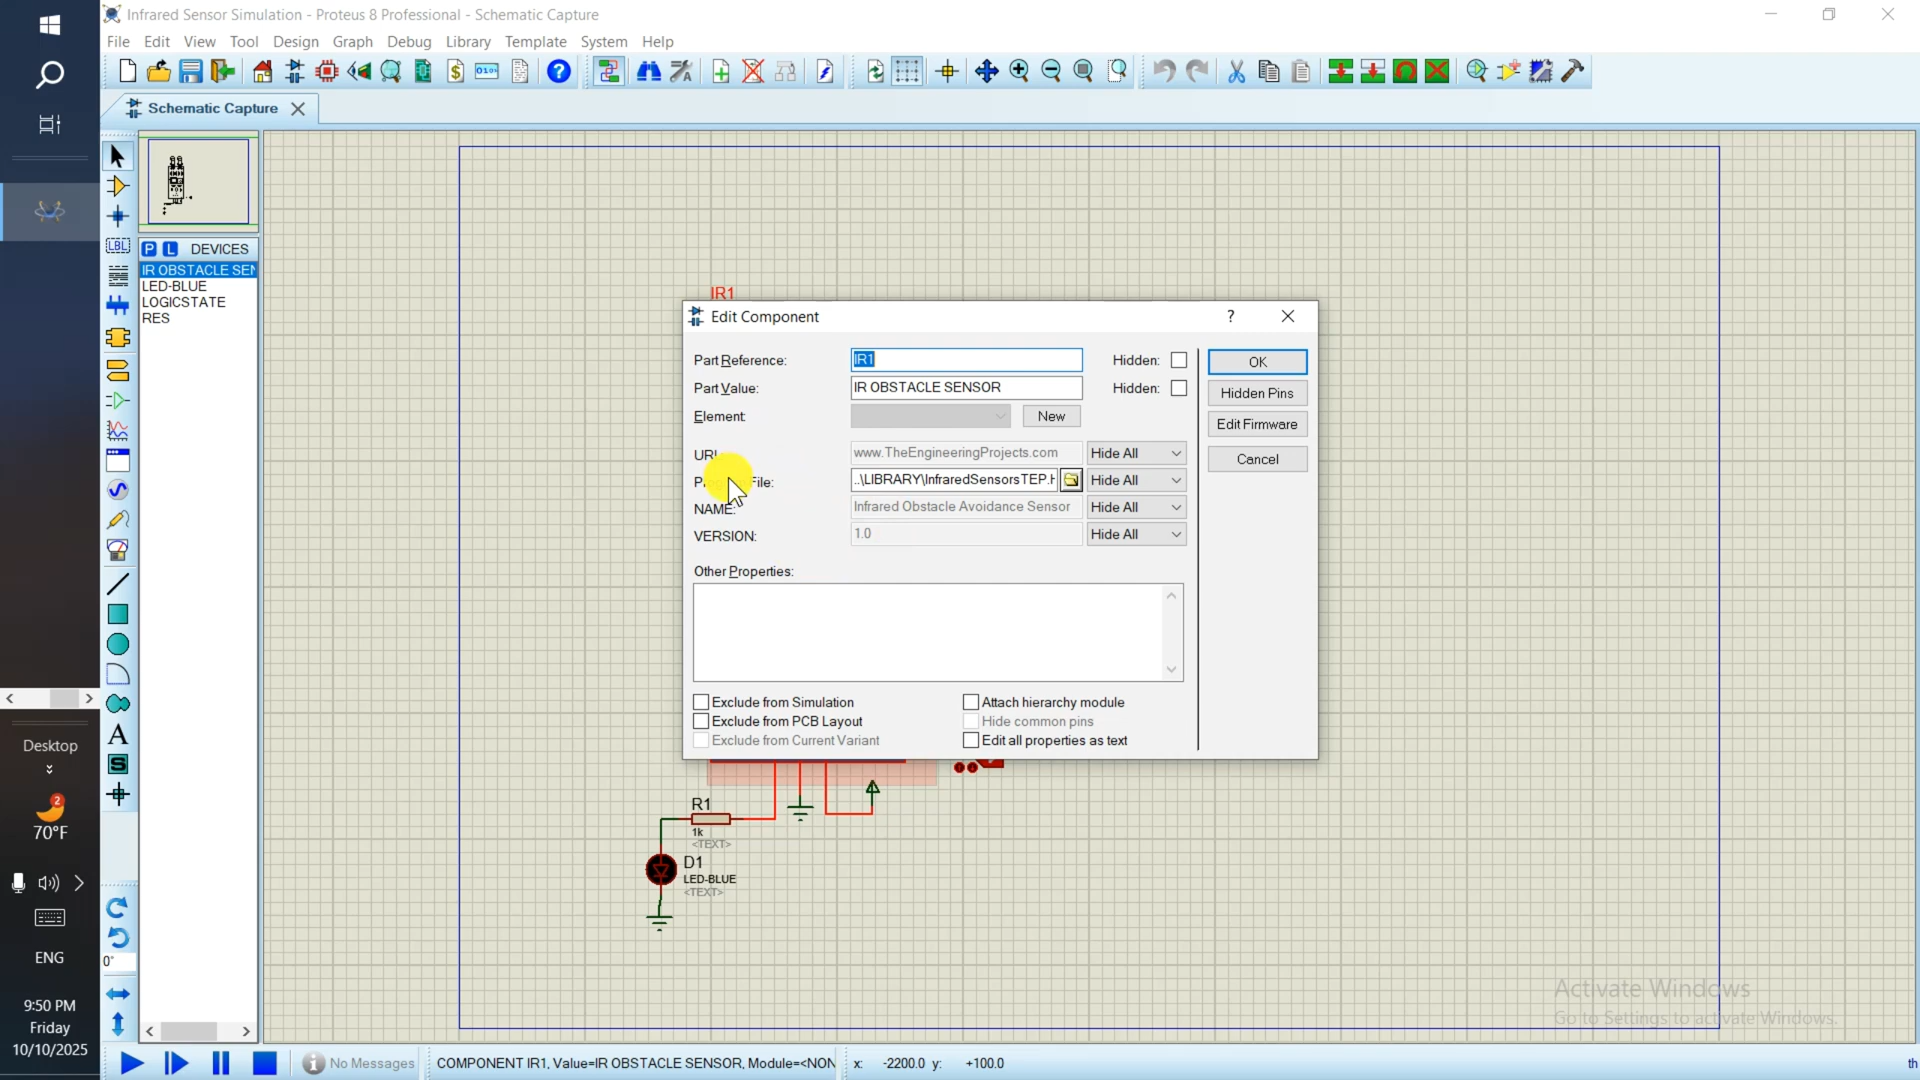 Infrared Sensor Simulation - Proteus 8 Professional - Schematic Capture
File Edit View Tool Design Graph Debug Library Template System Help
Schematic Capture
LBL
P L DEVICES
IR OBSTACLE SEN
LED-BLUE
LOGICSTATE
RES
IR1
Edit Component
?
Part Reference: IR1 Hidden: OK
Part Value: IR OBSTACLE SENSOR Hidden: Hidden Pins
Element: New Edit Firmware
www.TheEngineeringProjects.com Hide All Cancel
File: ..\LIBRARY\InfraredSensorsTEP.H Hide All
NAME: Infrared Obstacle Avoidance Sensor Hide All
VERSION: 1.0 Hide All
Other Properties:
Exclude from Simulation Attach hierarchy module
Exclude from PCB Layout Hide common pins
Exclude from Current Variant Edit all properties as text
R1
1k
<TEXT>
D1
LED-BLUE
<TEXT>
A
S
0°
Desktop
2
70°F
ENG
9:50 PM
Friday
10/10/2025
Activate Windows
Go to Settings to activate Windows.
No Messages COMPONENT IR1, Value=IR OBSTACLE SENSOR, Module=<NON x: -2200.0 y: +100.0 th